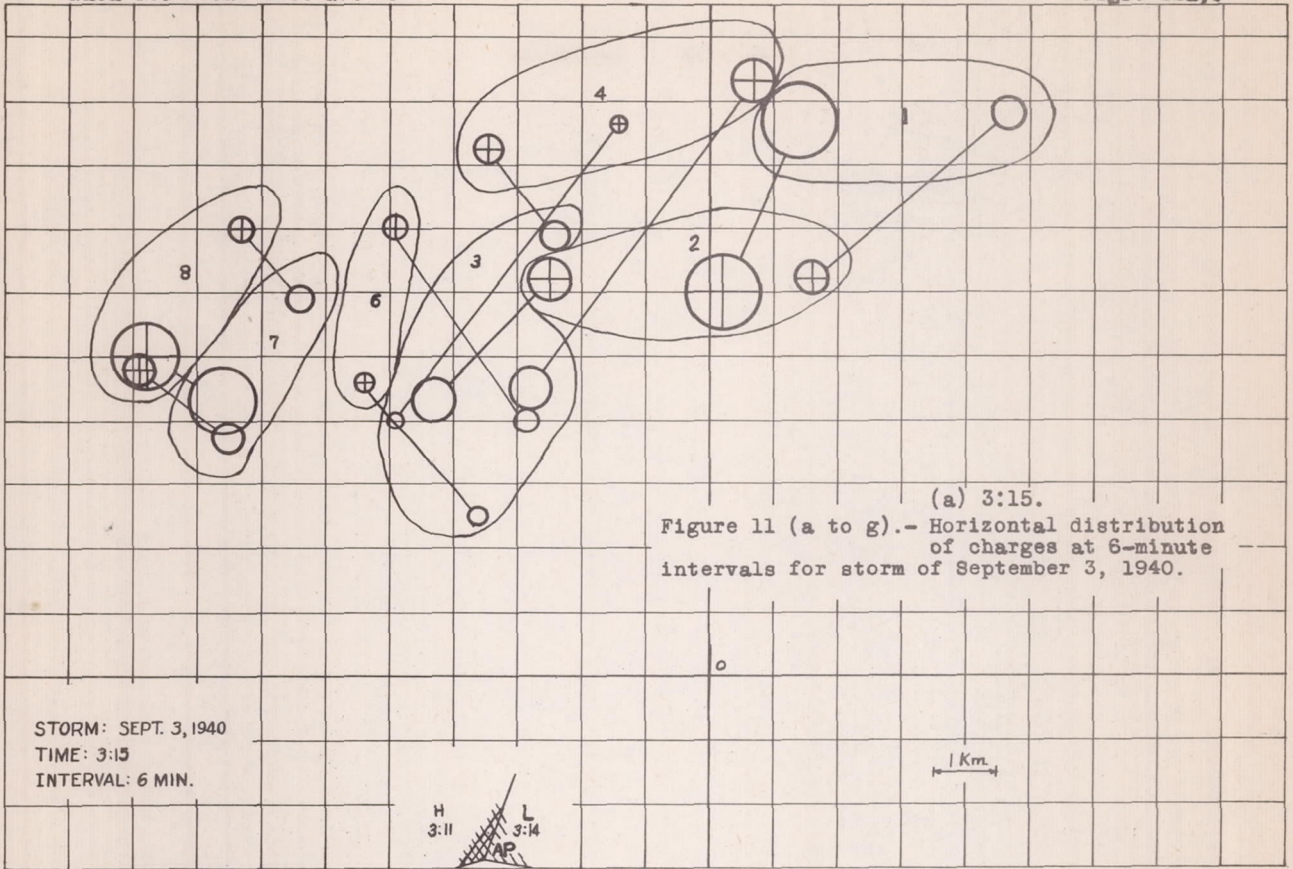 4
1
2
3
8
6
7
(a) 3:15.
Figure 11 (a to g).- Horizontal distribution
of charges at 6-minute
intervals for storm of September 3, 1940.
o
STORM: SEPT. 3, 1940
TIME: 3:15
INTERVAL: 6 MIN.
1 Km.
H L
3:11 3:14
AP